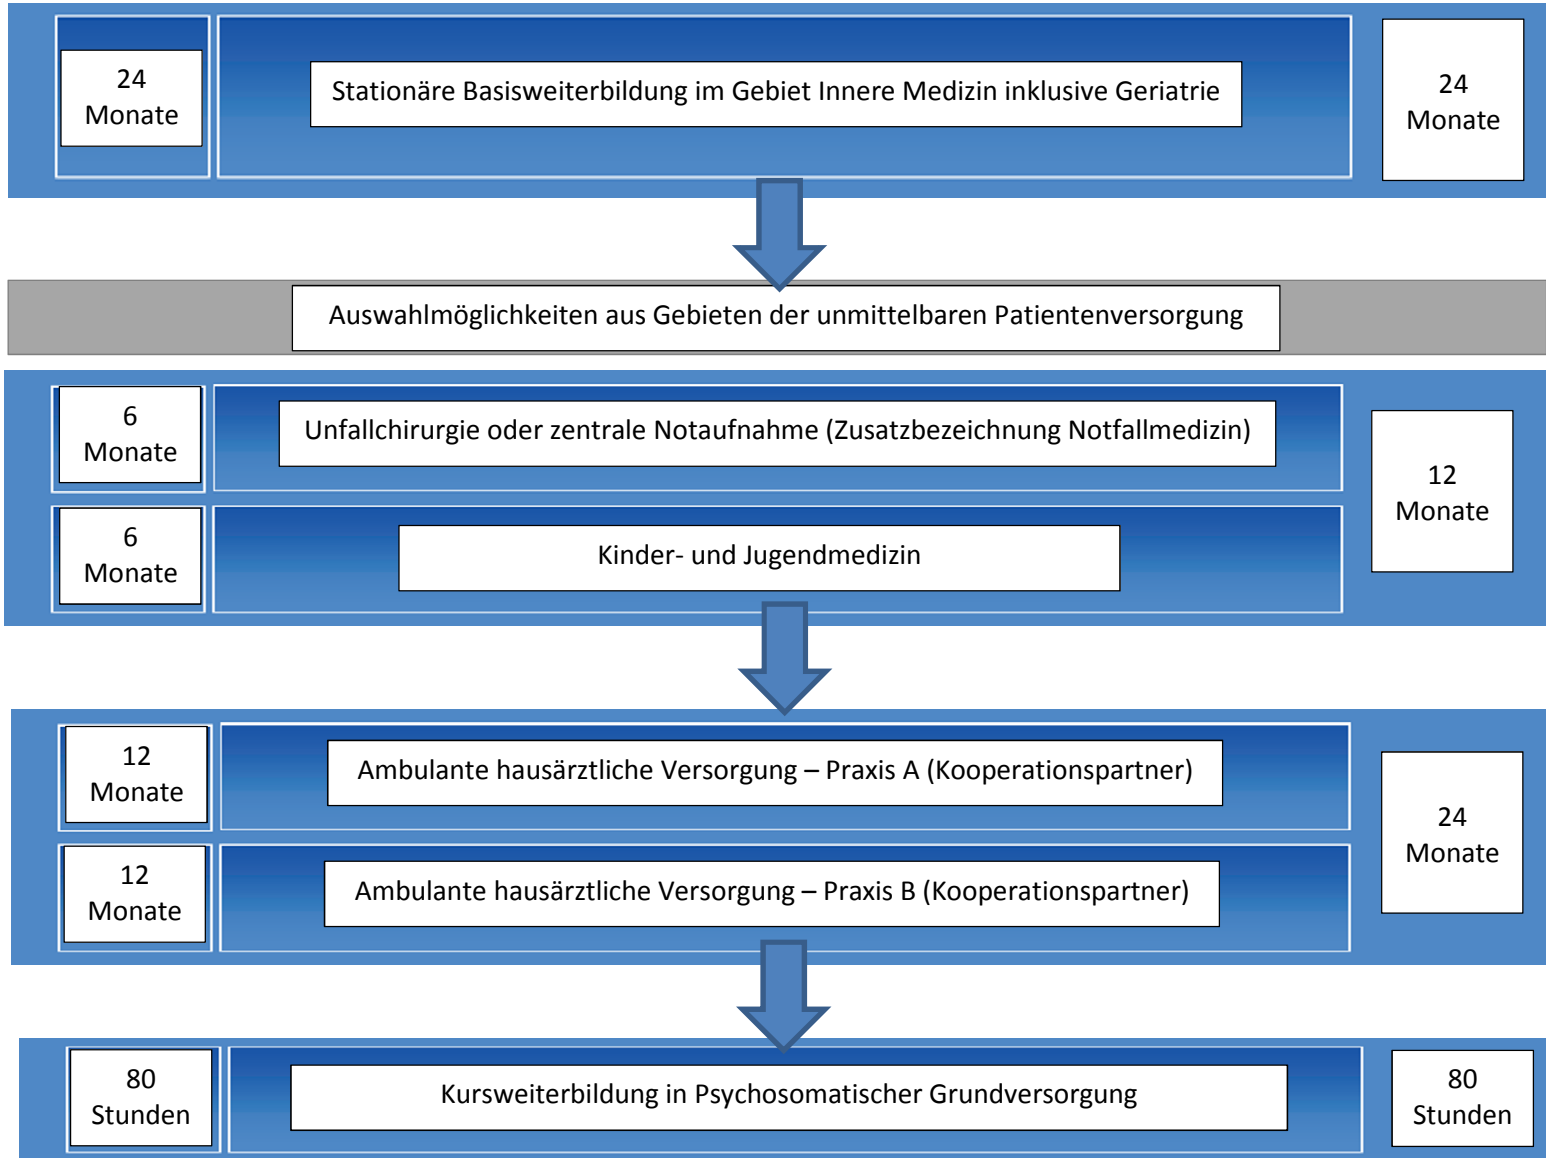 24
Monate
Stationäre Basisweiterbildung im Gebiet Innere Medizin inklusive Geriatrie
24
Monate
Auswahlmöglichkeiten aus Gebieten der unmittelbaren Patientenversorgung
6
Monate
Unfallchirurgie oder zentrale Notaufnahme (Zusatzbezeichnung Notfallmedizin)
12
Monate
6
Monate
Kinder- und Jugendmedizin
12
Monate
Ambulante hausärztliche Versorgung – Praxis A (Kooperationspartner)
24
Monate
12
Monate
Ambulante hausärztliche Versorgung – Praxis B (Kooperationspartner)
80
Stunden
Kursweiterbildung in Psychosomatischer Grundversorgung
80
Stunden